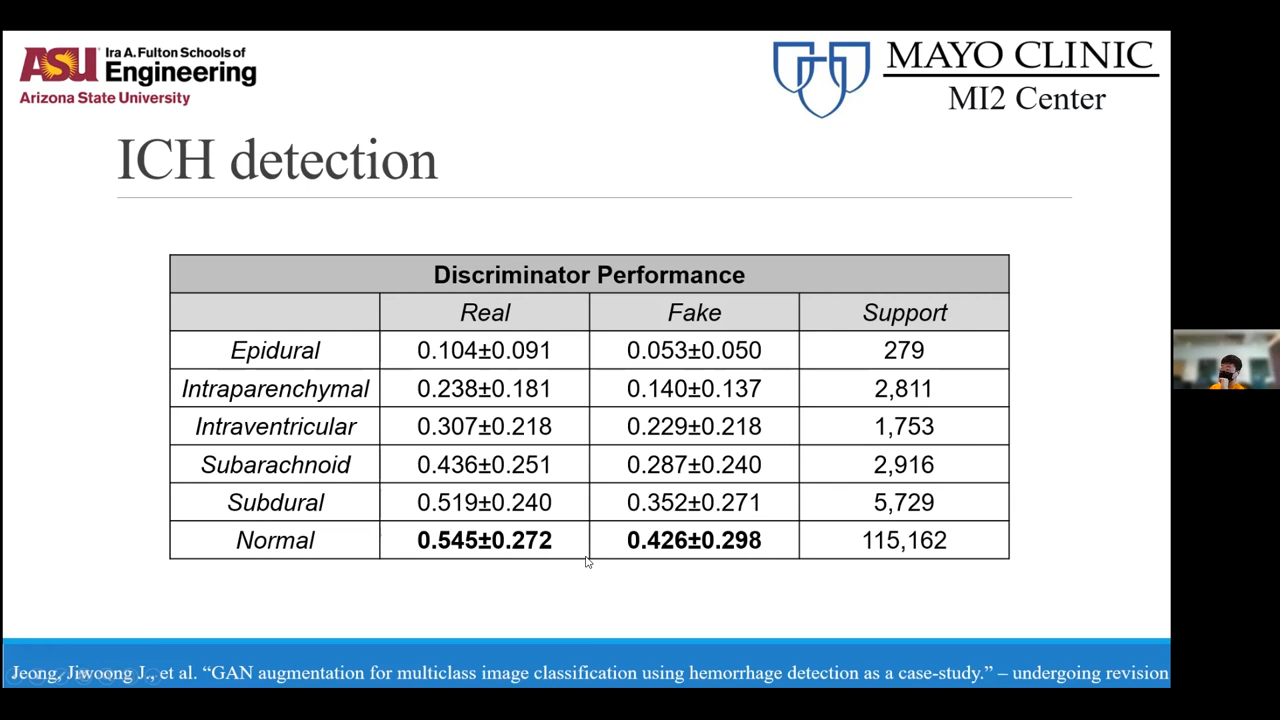 ASU Ira A. Fulton Schools of
Engineering
Arizona State University
MAYO CLINIC
MI2 Center
ICH detection
Discriminator Performance
Real Fake Support
Epidural 0.104±0.091 0.053±0.050 279
Intraparenchymal 0.238±0.181 0.140±0.137 2,811
Intraventricular 0.307±0.218 0.229±0.218 1,753
Subarachnoid 0.436±0.251 0.287±0.240 2,916
Subdural 0.519±0.240 0.352±0.271 5,729
Normal 0.545±0.272 0.426±0.298 115,162
Jeong, Jiwoong J., et al. “GAN augmentation for multiclass image classification using hemorrhage detection as a case-study.” – undergoing revision